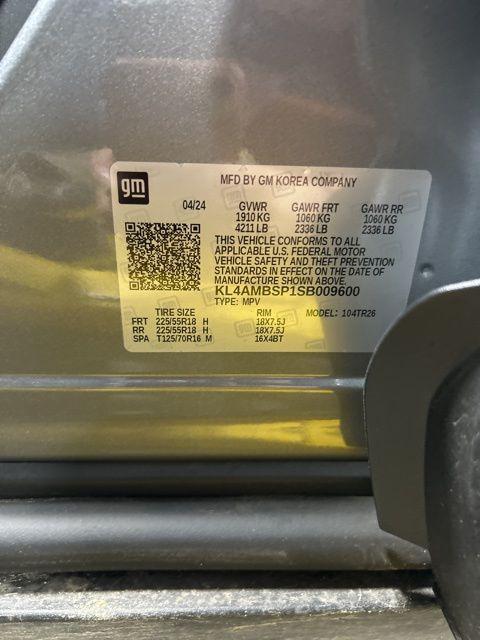 gm
MFD BY GM KOREA COMPANY
04/24 GVWR GAWR FRT GAWR RR
1910 KG 1060 KG 1060 KG
4211 LB 2336 LB 2336 LB
THIS VEHICLE CONFORMS TO ALL
APPLICABLE U.S. FEDERAL MOTOR
VEHICLE SAFETY AND THEFT PREVENTION
STANDARDS IN EFFECT ON THE DATE OF
MANUFACTURE SHOWN ABOVE.
KL4AMBSP1SB009600
TYPE: MPV
TIRE SIZE RIM MODEL: 104TR26
FRT 225/55R18 H 18X7.5J
RR 225/55R18 H 18X7.5J
SPA T125/70R16 M 16X4BT